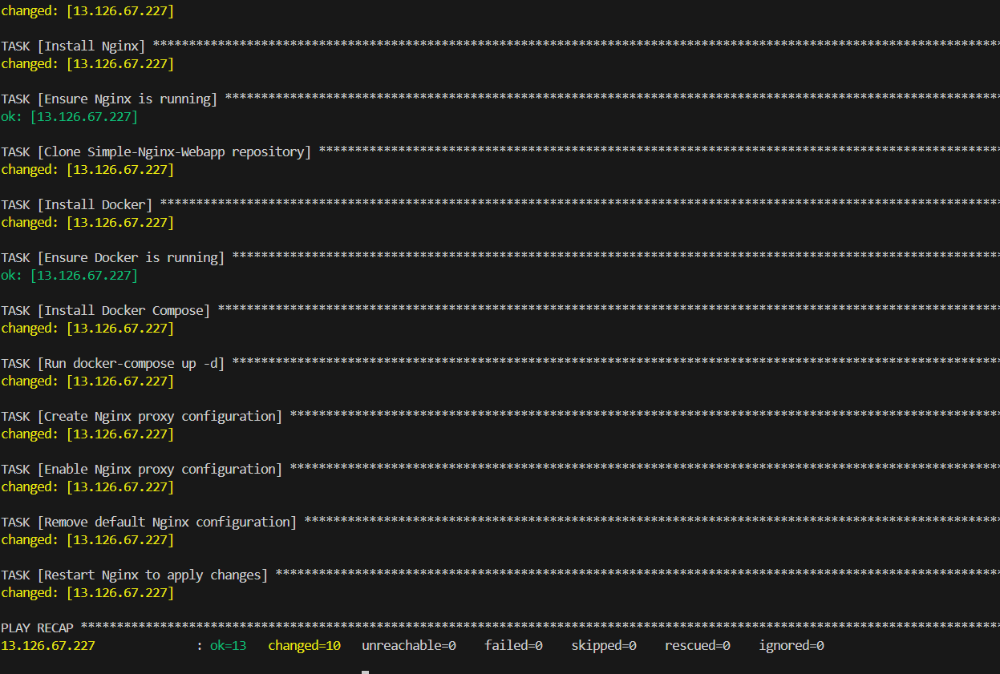 changed: [13.126.67.227]
TASK [Install Nginx] *********************************************************************************************************************
changed: [13.126.67.227]
TASK [Ensure Nginx is running] ***********************************************************************************************************
ok: [13.126.67.227]
TASK [Clone Simple-Nginx-Webapp repository] **********************************************************************************************
changed: [13.126.67.227]
TASK [Install Docker] ********************************************************************************************************************
changed: [13.126.67.227]
TASK [Ensure Docker is running] **********************************************************************************************************
ok: [13.126.67.227]
TASK [Install Docker Compose] ************************************************************************************************************
changed: [13.126.67.227]
TASK [Run docker-compose up -d] **********************************************************************************************************
changed: [13.126.67.227]
TASK [Create Nginx proxy configuration] **************************************************************************************************
changed: [13.126.67.227]
TASK [Enable Nginx proxy configuration] **************************************************************************************************
changed: [13.126.67.227]
TASK [Remove default Nginx configuration] ************************************************************************************************
changed: [13.126.67.227]
TASK [Restart Nginx to apply changes] ****************************************************************************************************
changed: [13.126.67.227]
PLAY RECAP *******************************************************************************************************************************
13.126.67.227              : ok=13   changed=10   unreachable=0    failed=0    skipped=0    rescued=0    ignored=0